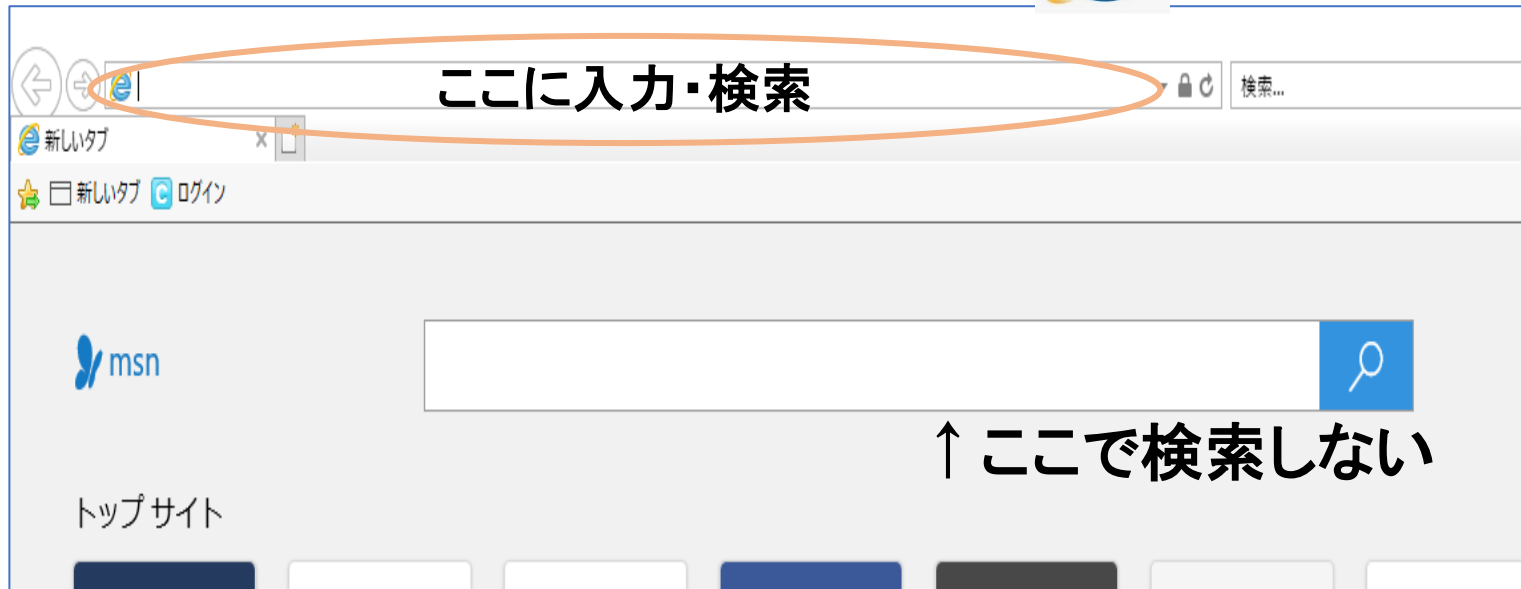 ここに入力・検索
検索...
新しいタブ
新しいタブ ログイン
msn
↑ここで検索しない
トップ サイト